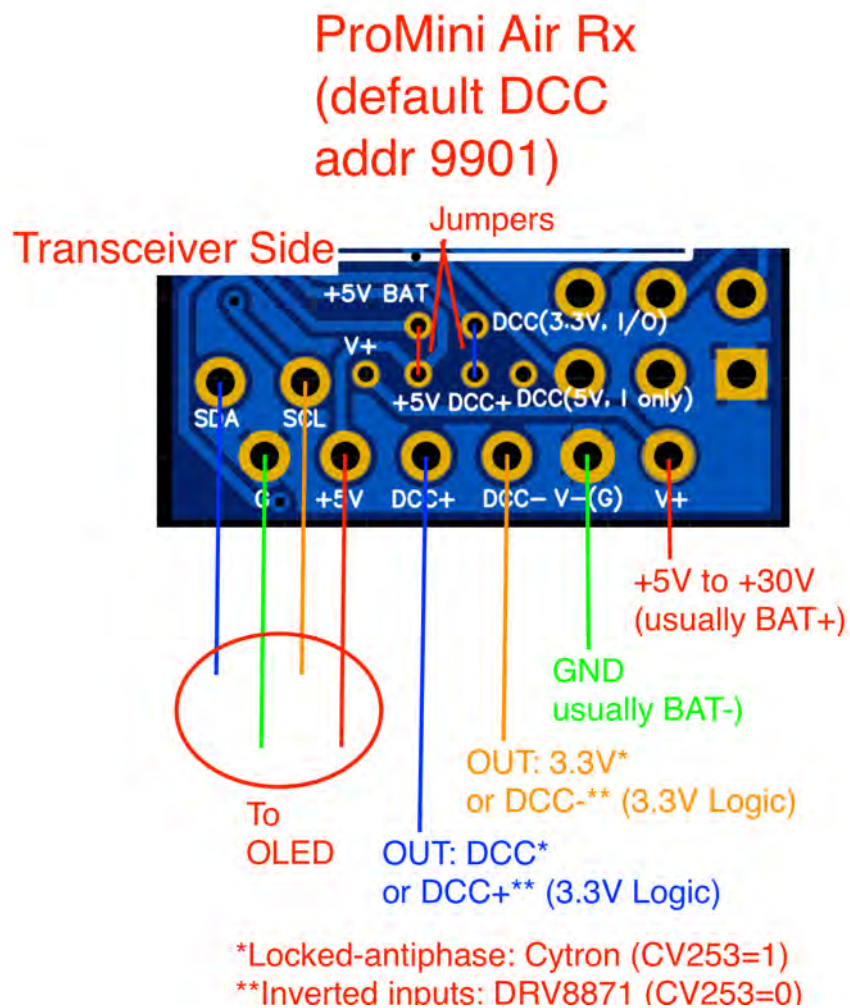 ProMini Air Rx
(default DCC
addr 9901)
Jumpers
Transceiver Side
+5V BAT
DCC(3.3V, I/O)
V+
+5V DCC+ DCC(5V, I only)
SDA SCL
G +5V DCC+ DCC- V-(G) V+
+5V to +30V
(usually BAT+)
GND
usually BAT-)
OUT: 3.3V*
or DCC-** (3.3V Logic)
To
OLED
OUT: DCC*
or DCC+** (3.3V Logic)
*Locked-antiphase: Cytron (CV253=1)
**Inverted inputs: DRV8871 (CV253=0)